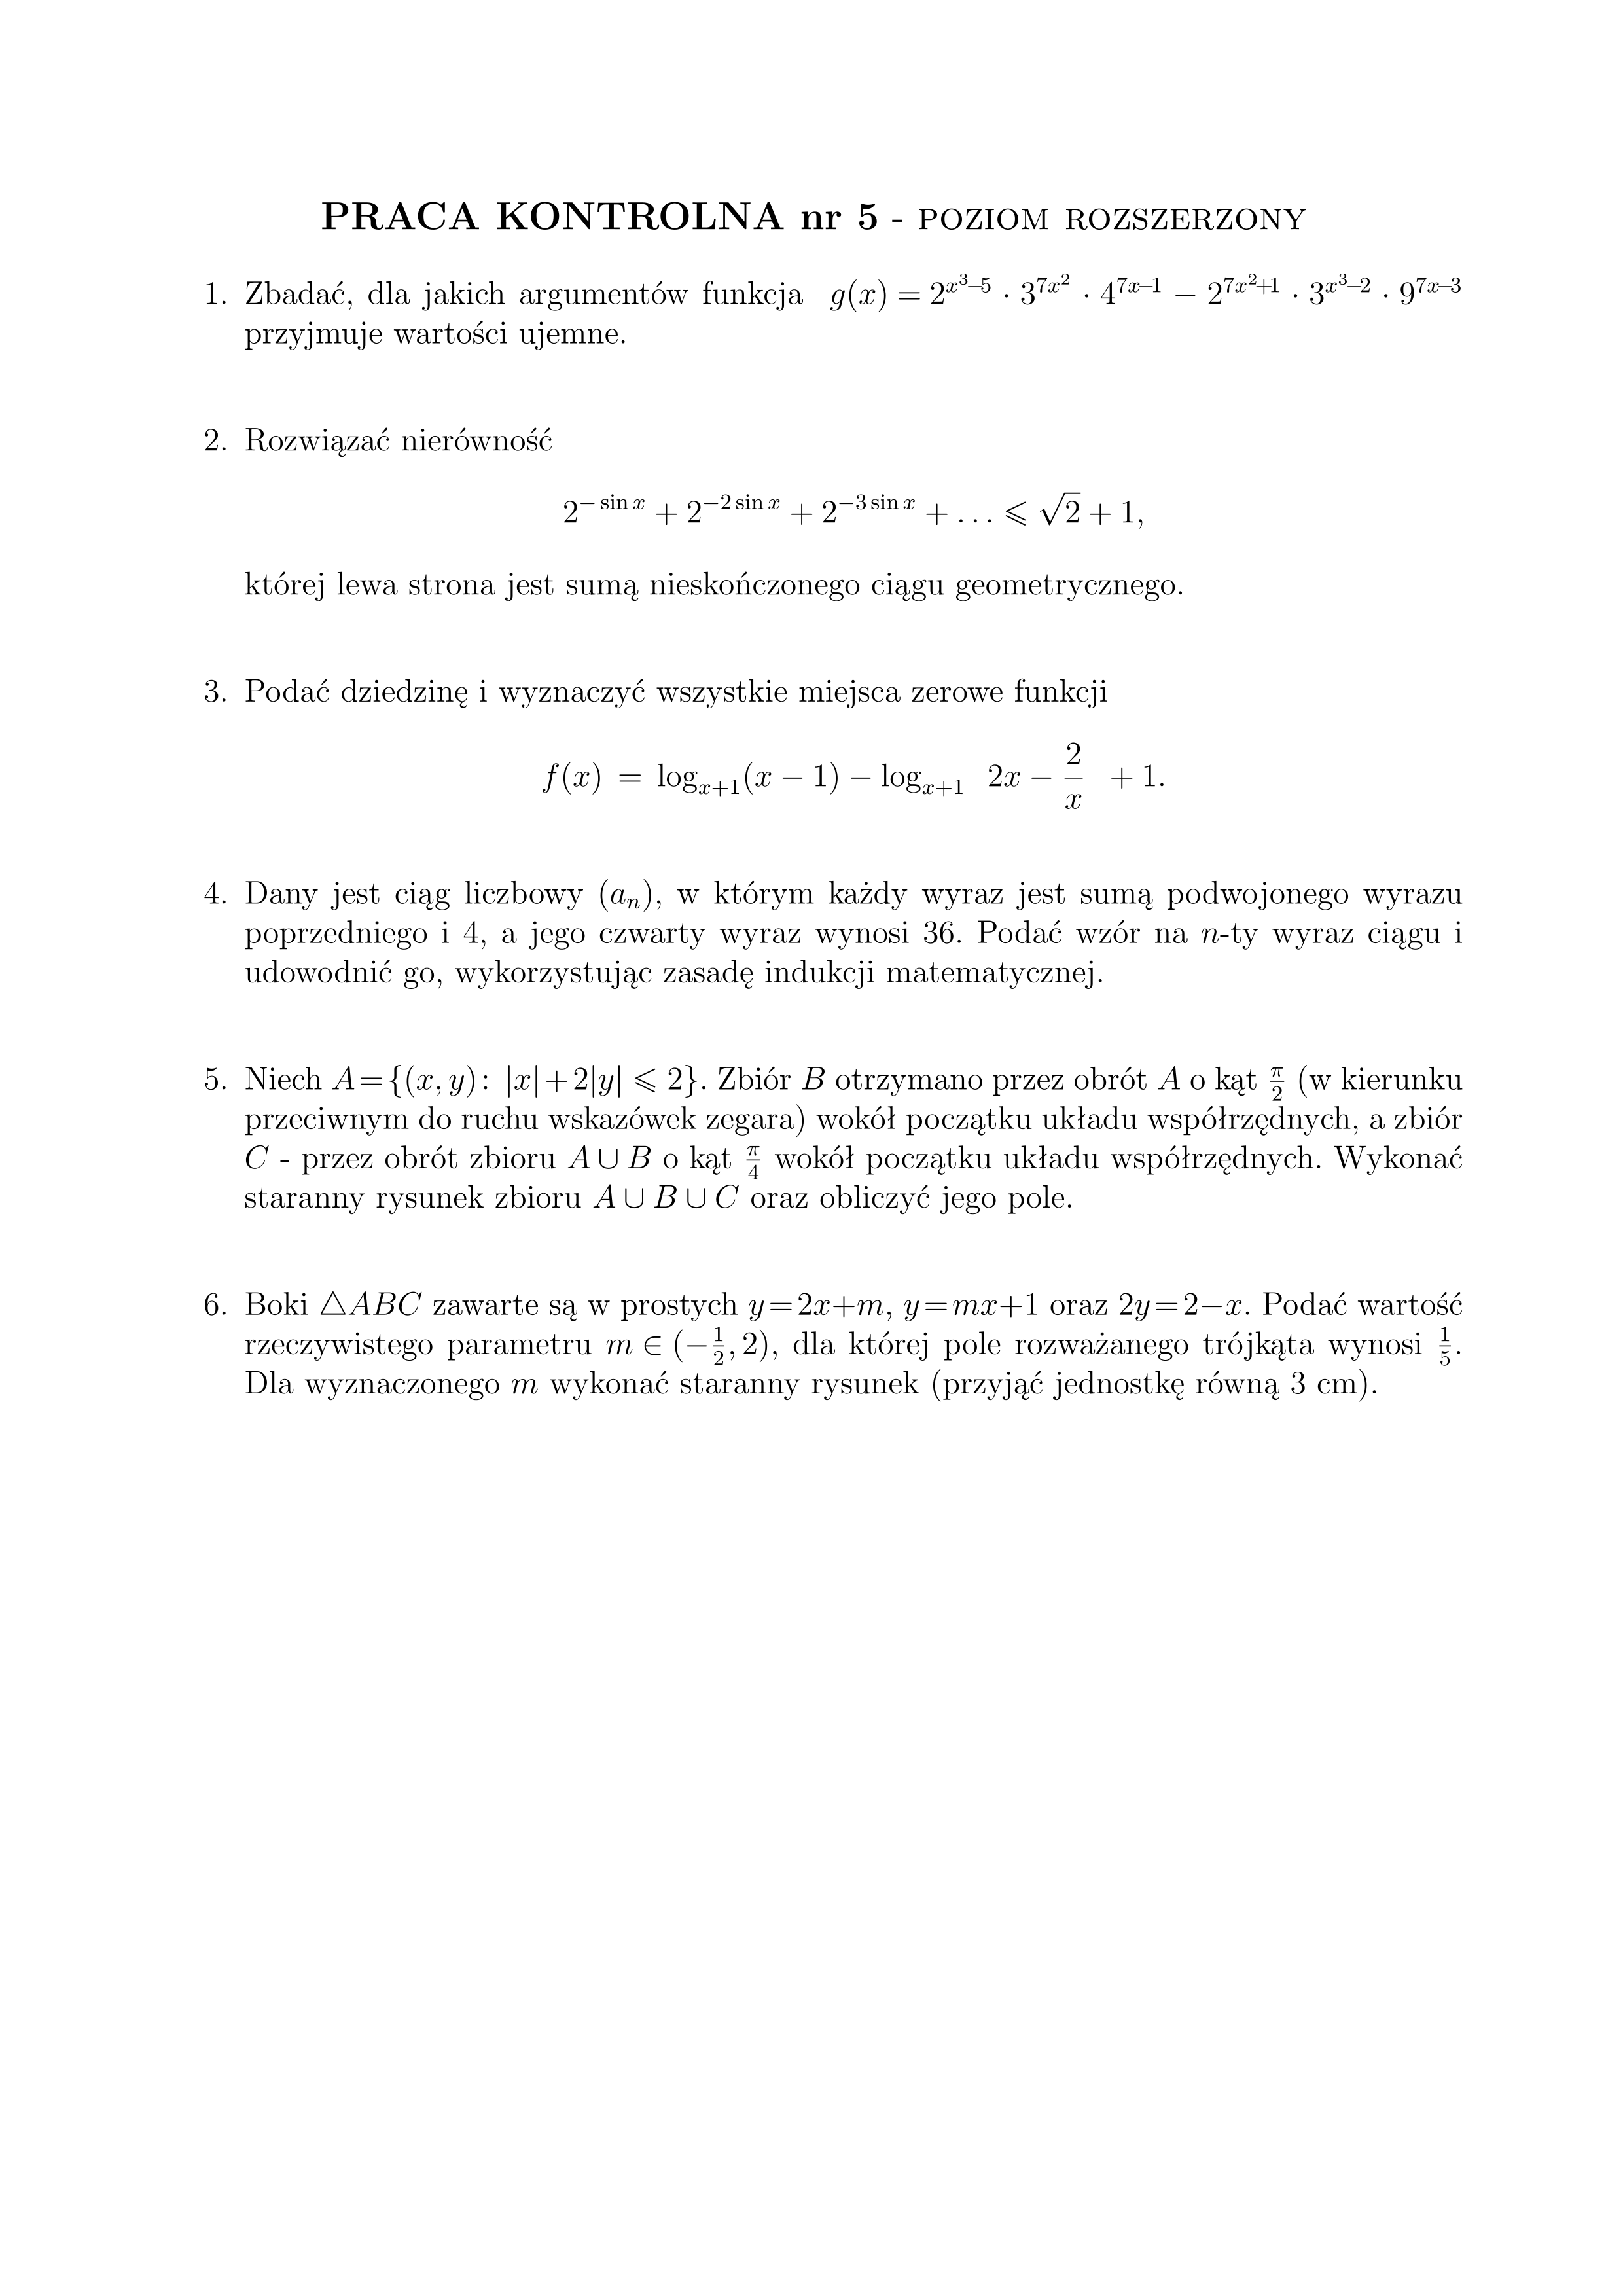 PRACA KONTROLNA nr 5 - POZIOM ROZSZERZONY
1. Zbadać, dla jakich argumentów funkcja $g(x) = 2^{x^3-5} \cdot 3^{7x^2} \cdot 4^{7x-1} - 2^{7x^2+1} \cdot 3^{x^3-2} \cdot 9^{7x-3}$
przyjmuje wartości ujemne.
2. Rozwiązać nierówność
$2^{-\sin x} + 2^{-2\sin x} + 2^{-3\sin x} + \ldots \leqslant \sqrt{2} + 1,$
której lewa strona jest sumą nieskończonego ciągu geometrycznego.
3. Podać dziedzinę i wyznaczyć wszystkie miejsca zerowe funkcji
$f(x) = \log_{x+1}(x-1) - \log_{x+1} \; 2x - \frac{2}{x} \; + 1.$
4. Dany jest ciąg liczbowy $(a_n)$, w którym każdy wyraz jest sumą podwojonego wyrazu
poprzedniego i 4, a jego czwarty wyraz wynosi 36. Podać wzór na $n$-ty wyraz ciągu i
udowodnić go, wykorzystując zasadę indukcji matematycznej.
5. Niech $A = \{(x, y) : |x| + 2|y| \leqslant 2\}$. Zbiór $B$ otrzymano przez obrót $A$ o kąt $\frac{\pi}{2}$ (w kierunku
przeciwnym do ruchu wskazówek zegara) wokół początku układu współrzędnych, a zbiór
$C$ - przez obrót zbioru $A \cup B$ o kąt $\frac{\pi}{4}$ wokół początku układu współrzędnych. Wykonać
staranny rysunek zbioru $A \cup B \cup C$ oraz obliczyć jego pole.
6. Boki $\triangle ABC$ zawarte są w prostych $y = 2x+m$, $y = mx+1$ oraz $2y = 2-x$. Podać wartość
rzeczywistego parametru $m \in (-\frac{1}{2}, 2)$, dla której pole rozważanego trójkąta wynosi $\frac{1}{5}$.
Dla wyznaczonego $m$ wykonać staranny rysunek (przyjąć jednostkę równą 3 cm).